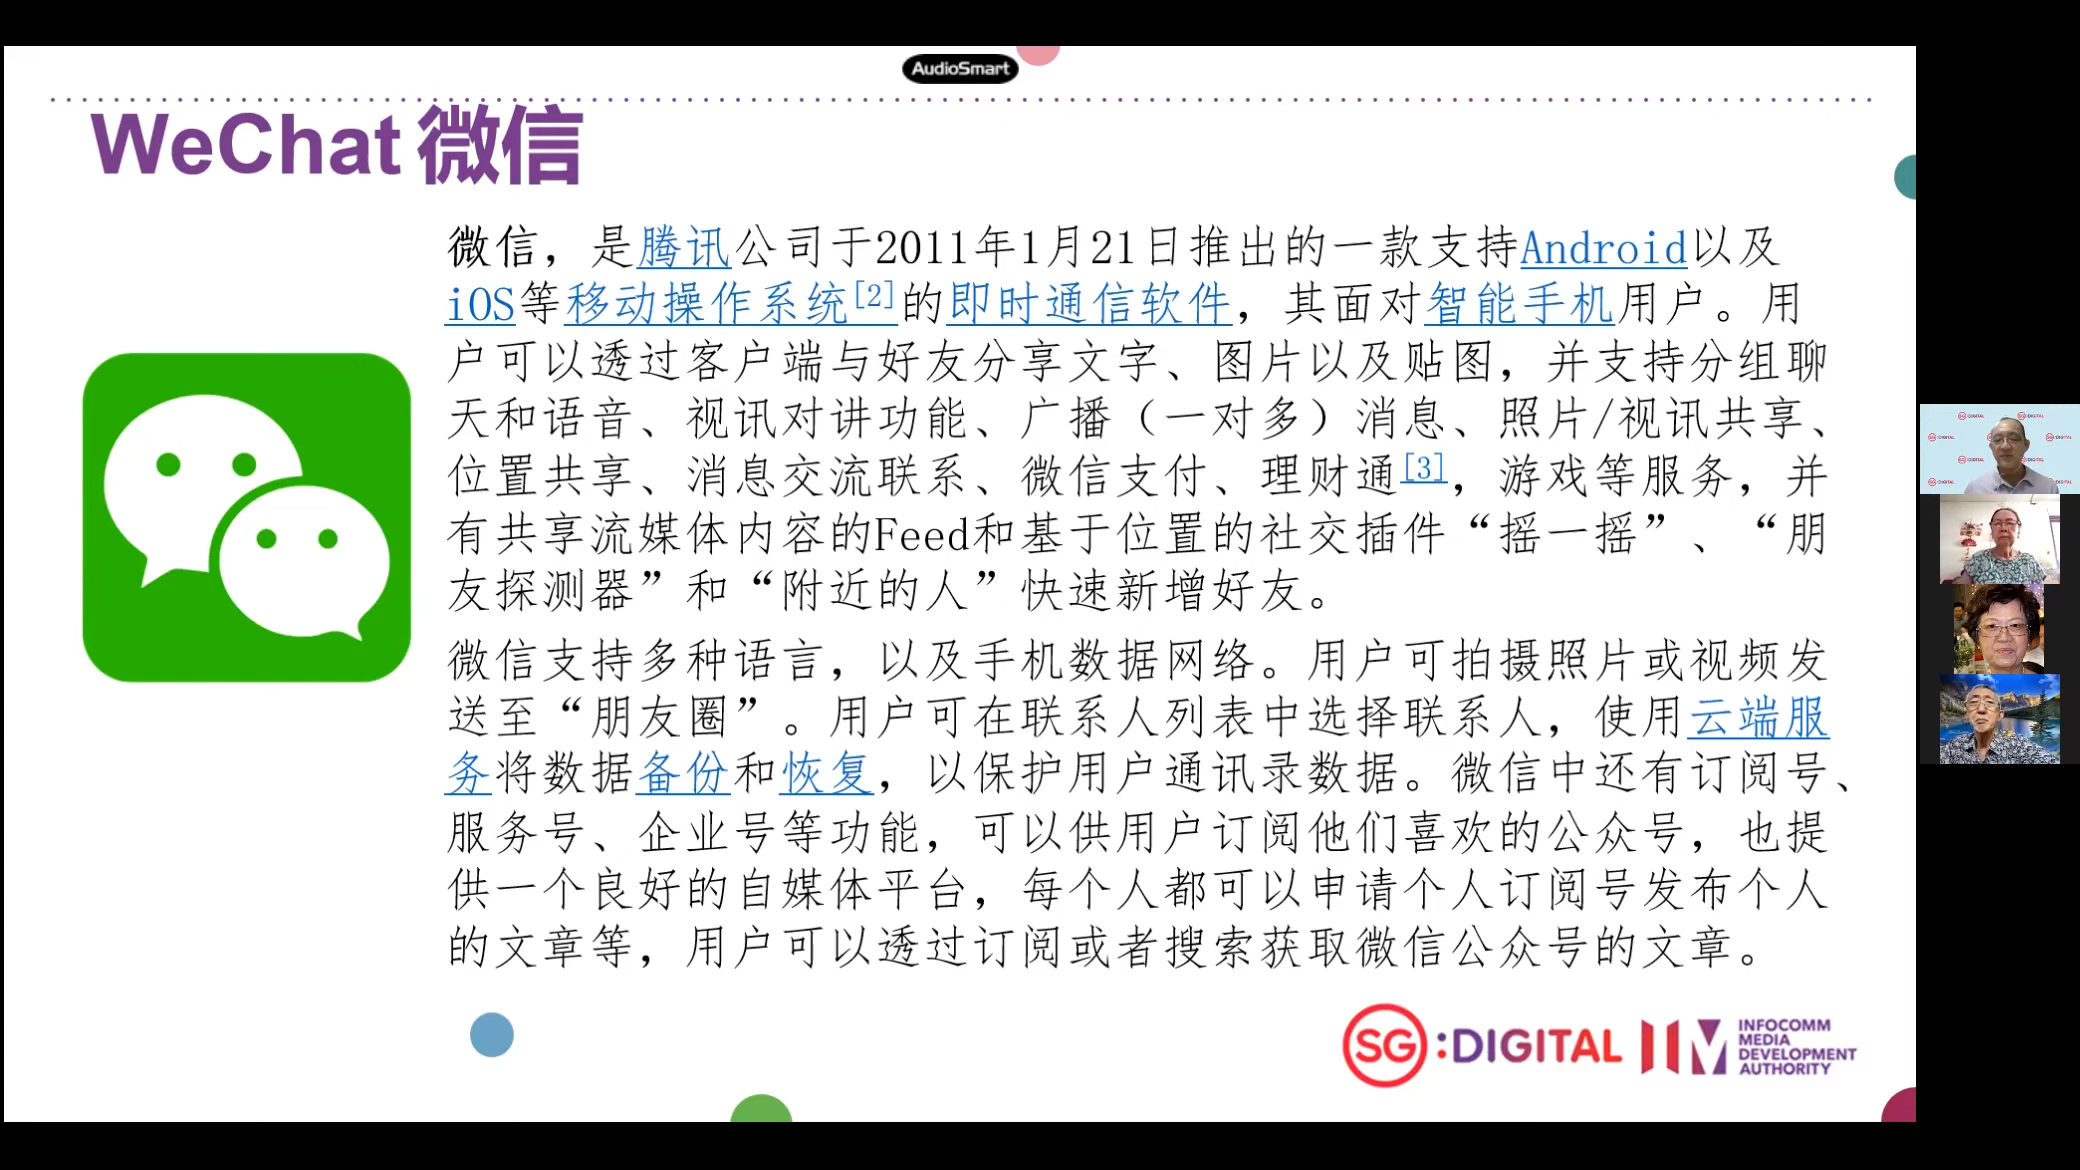 AudioSmart
WeChat 微信
微信，是腾讯公司于2011年1月21日推出的一款支持Android以及
iOS等移动操作系统[2]的即时通信软件，其面对智能手机用户。用
户可以透过客户端与好友分享文字、图片以及贴图，并支持分组聊
天和语音、视讯对讲功能、广播（一对多）消息、照片/视讯共享、
位置共享、消息交流联系、微信支付、理财通[3]，游戏等服务，并
有共享流媒体内容的Feed和基于位置的社交插件“摇一摇”、“朋
友探测器”和“附近的人”快速新增好友。
微信支持多种语言，以及手机数据网络。用户可拍摄照片或视频发
送至“朋友圈”。用户可在联系人列表中选择联系人，使用云端服
务将数据备份和恢复，以保护用户通讯录数据。微信中还有订阅号、
服务号、企业号等功能，可以供用户订阅他们喜欢的公众号，也提
供一个良好的自媒体平台，每个人都可以申请个人订阅号发布个人
的文章等，用户可以透过订阅或者搜索获取微信公众号的文章。
SG:DIGITAL
INFOCOMM
MEDIA
DEVELOPMENT
AUTHORITY